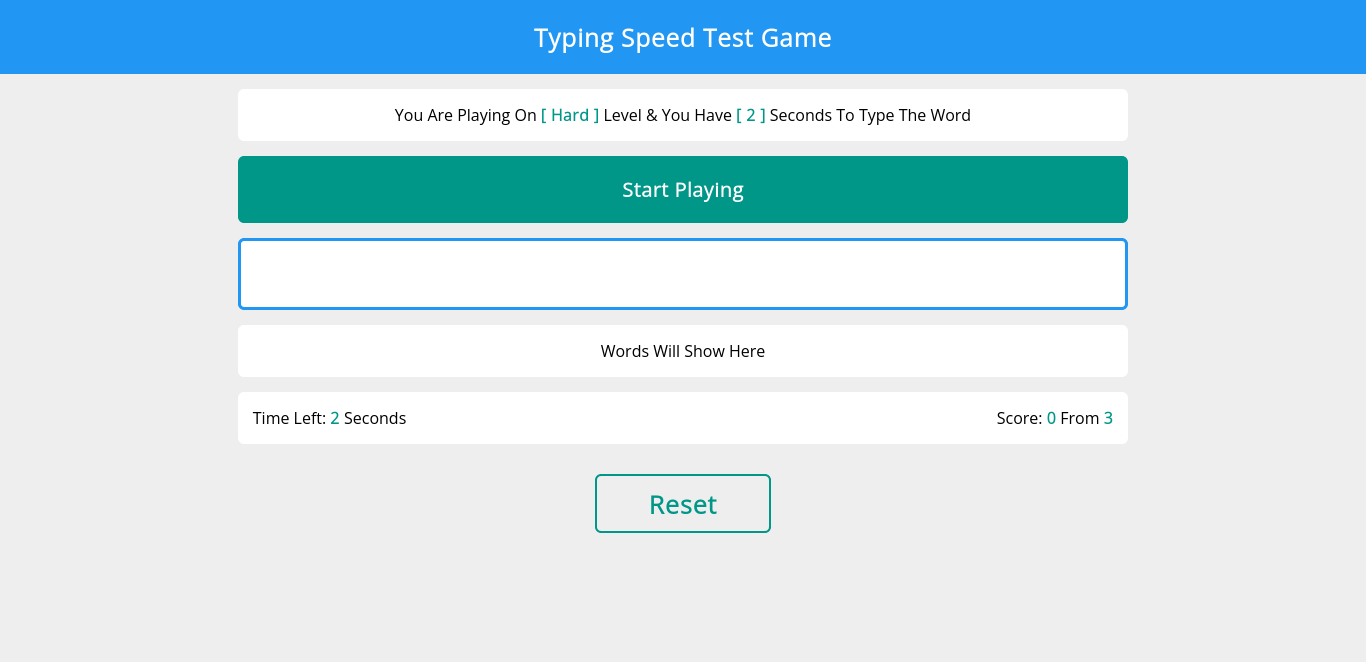 Typing Speed Test Game
You Are Playing On [ Hard ] Level & You Have [ 2 ] Seconds To Type The Word
Start Playing
Words Will Show Here
Time Left: 2 Seconds
Score: 0 From 3
Reset